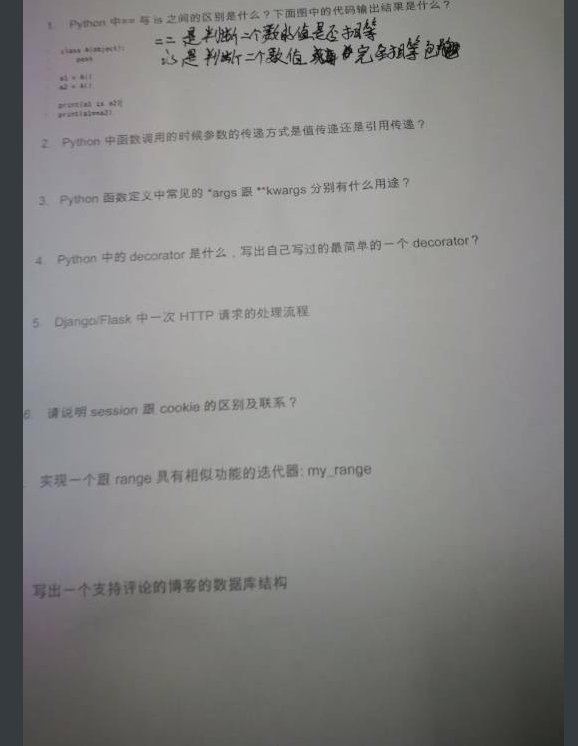 1. Python 中== 与 is 之间的区别是什么？下面图中的代码输出结果是什么？
== 是判断二个数值是否相等
is 是判断二个数值 完全相等
class A(object):
pass
a1 = A()
a2 = A()
print(a1 is a2)
print(a1==a2)
2. Python 中函数调用的时候参数的传递方式是值传递还是引用传递？
3. Python 函数定义中常见的 *args 跟 **kwargs 分别有什么用途？
4. Python 中的 decorator 是什么，写出自己写过的最简单的一个 decorator？
5. Django/Flask 中一次 HTTP 请求的处理流程
6. 请说明 session 跟 cookie 的区别及联系？
实现一个跟 range 具有相似功能的迭代器: my_range
写出一个支持评论的博客的数据库结构